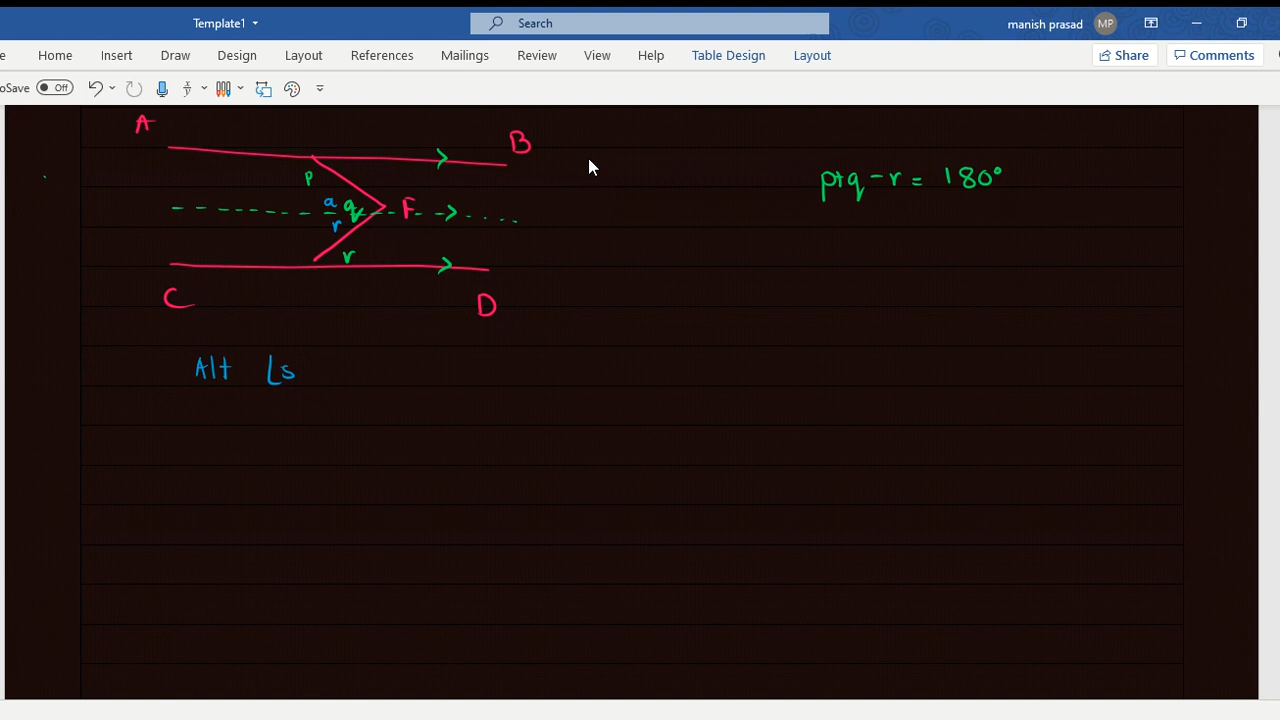 Template1
Search
manish prasad
MP
e Home Insert Draw Design Layout References Mailings Review View Help Table Design Layout
Share
Comments
oSave Off
A
B
p
p+q-r = 180°
a q F
r
r
C
D
Alt ∠s